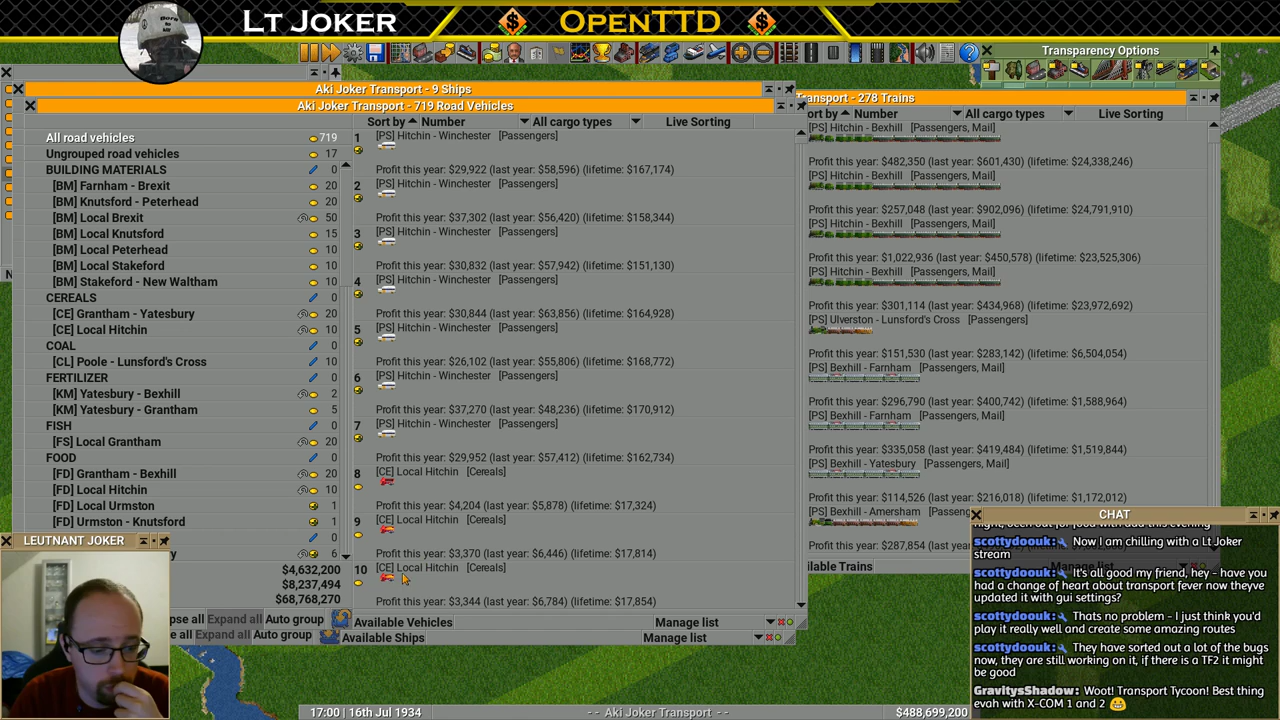 LT JOKER
OPENTTD
Transparency Options
Aki Joker Transport - 9 Ships
Aki Joker Transport - 719 Road Vehicles
Transport - 278 Trains
Sort by Number All cargo types Live Sorting
ort by Number All cargo types Live Sorting
All road vehicles 719
Ungrouped road vehicles 17
BUILDING MATERIALS 0
[BM] Farnham - Brexit 20
[BM] Knutsford - Peterhead 20
[BM] Local Brexit 50
[BM] Local Knutsford 15
[BM] Local Peterhead 10
[BM] Local Stakeford 10
[BM] Stakeford - New Waltham 10
CEREALS 0
[CE] Grantham - Yatesbury 20
[CE] Local Hitchin 10
COAL 0
[CL] Poole - Lunsford's Cross 10
FERTILIZER 0
[KM] Yatesbury - Bexhill 2
[KM] Yatesbury - Grantham 5
FISH 0
[FS] Local Grantham 20
FOOD 0
[FD] Grantham - Bexhill 20
[FD] Local Hitchin 10
[FD] Local Urmston 1
[FD] Urmston - Knutsford 1
0
y 6
$4,632,200
$8,237,494
$68,768,270
pse all Expand all Auto group
se all Expand all Auto group
1 [PS] Hitchin - Winchester [Passengers]
Profit this year: $29,922 (last year: $58,596) (lifetime: $167,174)
2 [PS] Hitchin - Winchester [Passengers]
Profit this year: $37,302 (last year: $56,420) (lifetime: $158,344)
3 [PS] Hitchin - Winchester [Passengers]
Profit this year: $30,832 (last year: $57,942) (lifetime: $151,130)
4 [PS] Hitchin - Winchester [Passengers]
Profit this year: $30,844 (last year: $63,856) (lifetime: $164,928)
5 [PS] Hitchin - Winchester [Passengers]
Profit this year: $26,102 (last year: $55,806) (lifetime: $168,772)
6 [PS] Hitchin - Winchester [Passengers]
Profit this year: $37,270 (last year: $48,236) (lifetime: $170,912)
7 [PS] Hitchin - Winchester [Passengers]
Profit this year: $29,952 (last year: $57,412) (lifetime: $162,734)
8 [CE] Local Hitchin [Cereals]
Profit this year: $4,204 (last year: $5,878) (lifetime: $17,324)
9 [CE] Local Hitchin [Cereals]
Profit this year: $3,370 (last year: $6,446) (lifetime: $17,814)
10 [CE] Local Hitchin [Cereals]
Profit this year: $3,344 (last year: $6,784) (lifetime: $17,854)
Available Vehicles Manage list
Available Ships Manage list
[PS] Hitchin - Bexhill [Passengers, Mail]
Profit this year: $482,350 (last year: $601,430) (lifetime: $24,338,246)
[PS] Hitchin - Bexhill [Passengers, Mail]
Profit this year: $257,048 (last year: $902,096) (lifetime: $24,791,910)
[PS] Hitchin - Bexhill [Passengers, Mail]
Profit this year: $1,022,936 (last year: $450,578) (lifetime: $23,525,306)
[PS] Hitchin - Bexhill [Passengers, Mail]
Profit this year: $301,114 (last year: $434,968) (lifetime: $23,972,692)
[PS] Ulverston - Lunsford's Cross [Passengers]
Profit this year: $151,530 (last year: $283,142) (lifetime: $6,504,054)
[PS] Bexhill - Farnham [Passengers, Mail]
Profit this year: $296,790 (last year: $400,742) (lifetime: $1,588,964)
[PS] Bexhill - Farnham [Passengers, Mail]
Profit this year: $335,058 (last year: $419,484) (lifetime: $1,519,844)
[PS] Bexhill - Yatesbury [Passengers, Mail]
Profit this year: $114,526 (last year: $216,018) (lifetime: $1,172,012)
[PS] Bexhill - Amersham [Passeng
Profit this year: $287,854 (last
ilable Trains
Manage list
N
LEUTNANT JOKER
CHAT
scottydoouk: Now I am chilling with a Lt Joker
stream
scottydoouk: It's all good my friend, hey - have you
had a change of heart about transport fever now theyve
updated it with gui settings?
scottydoouk: Thats no problem - I just think you'd
play it really well and create some amazing routes
scottydoouk: They have sorted out a lot of the bugs
now, they are still working on it, if there is a TF2 it might
be good
GravitysShadow: Woot! Transport Tycoon! Best thing
evah with X-COM 1 and 2
17:00 | 16th Jul 1934
- - Aki Joker Transport - -
$488,699,200